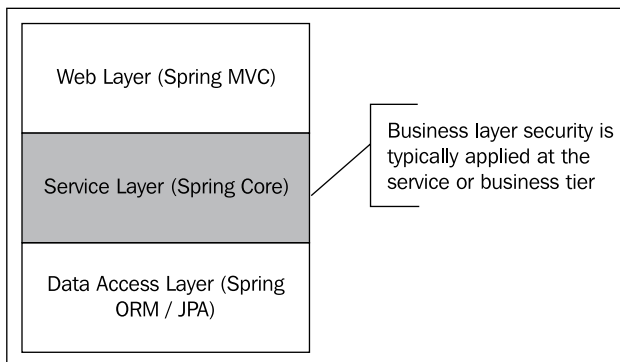 Web Layer (Spring MVC)
Service Layer (Spring Core)
Business layer security is
typically applied at the
service or business tier
Data Access Layer (Spring
ORM / JPA)